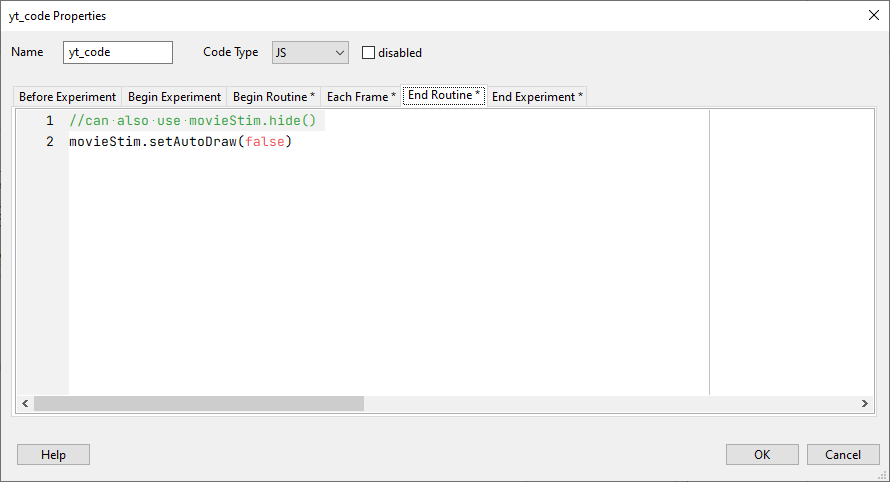 yt_code Properties
Name yt_code Code Type JS disabled
Before Experiment Begin Experiment Begin Routine * Each Frame * End Routine * End Experiment *
1 //can also use movieStim.hide()
2 movieStim.setAutoDraw(false)
Help OK Cancel